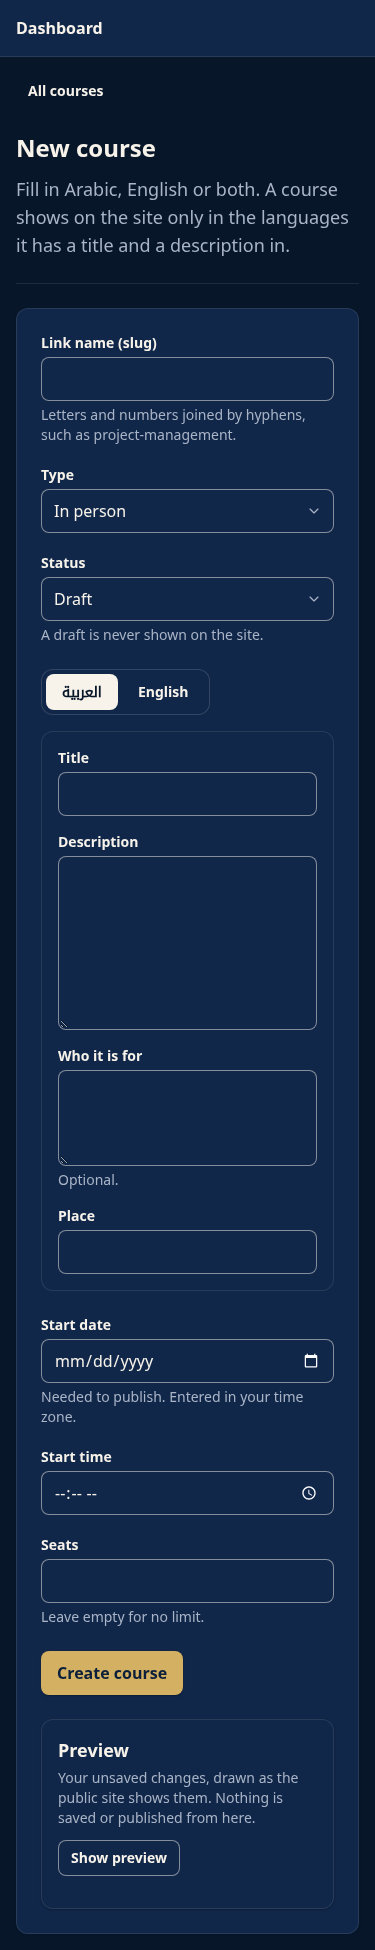 Dashboard
All courses
New course
Fill in Arabic, English or both. A course
shows on the site only in the languages
it has a title and a description in.
Link name (slug)
Letters and numbers joined by hyphens,
such as project-management.
Type
In person
Status
Draft
A draft is never shown on the site.
العربية English
Title
Description
Who it is for
Optional.
Place
Start date
mm/dd/yyyy
Needed to publish. Entered in your time
zone.
Start time
--:-- --
Seats
Leave empty for no limit.
Create course
Preview
Your unsaved changes, drawn as the
public site shows them. Nothing is
saved or published from here.
Show preview